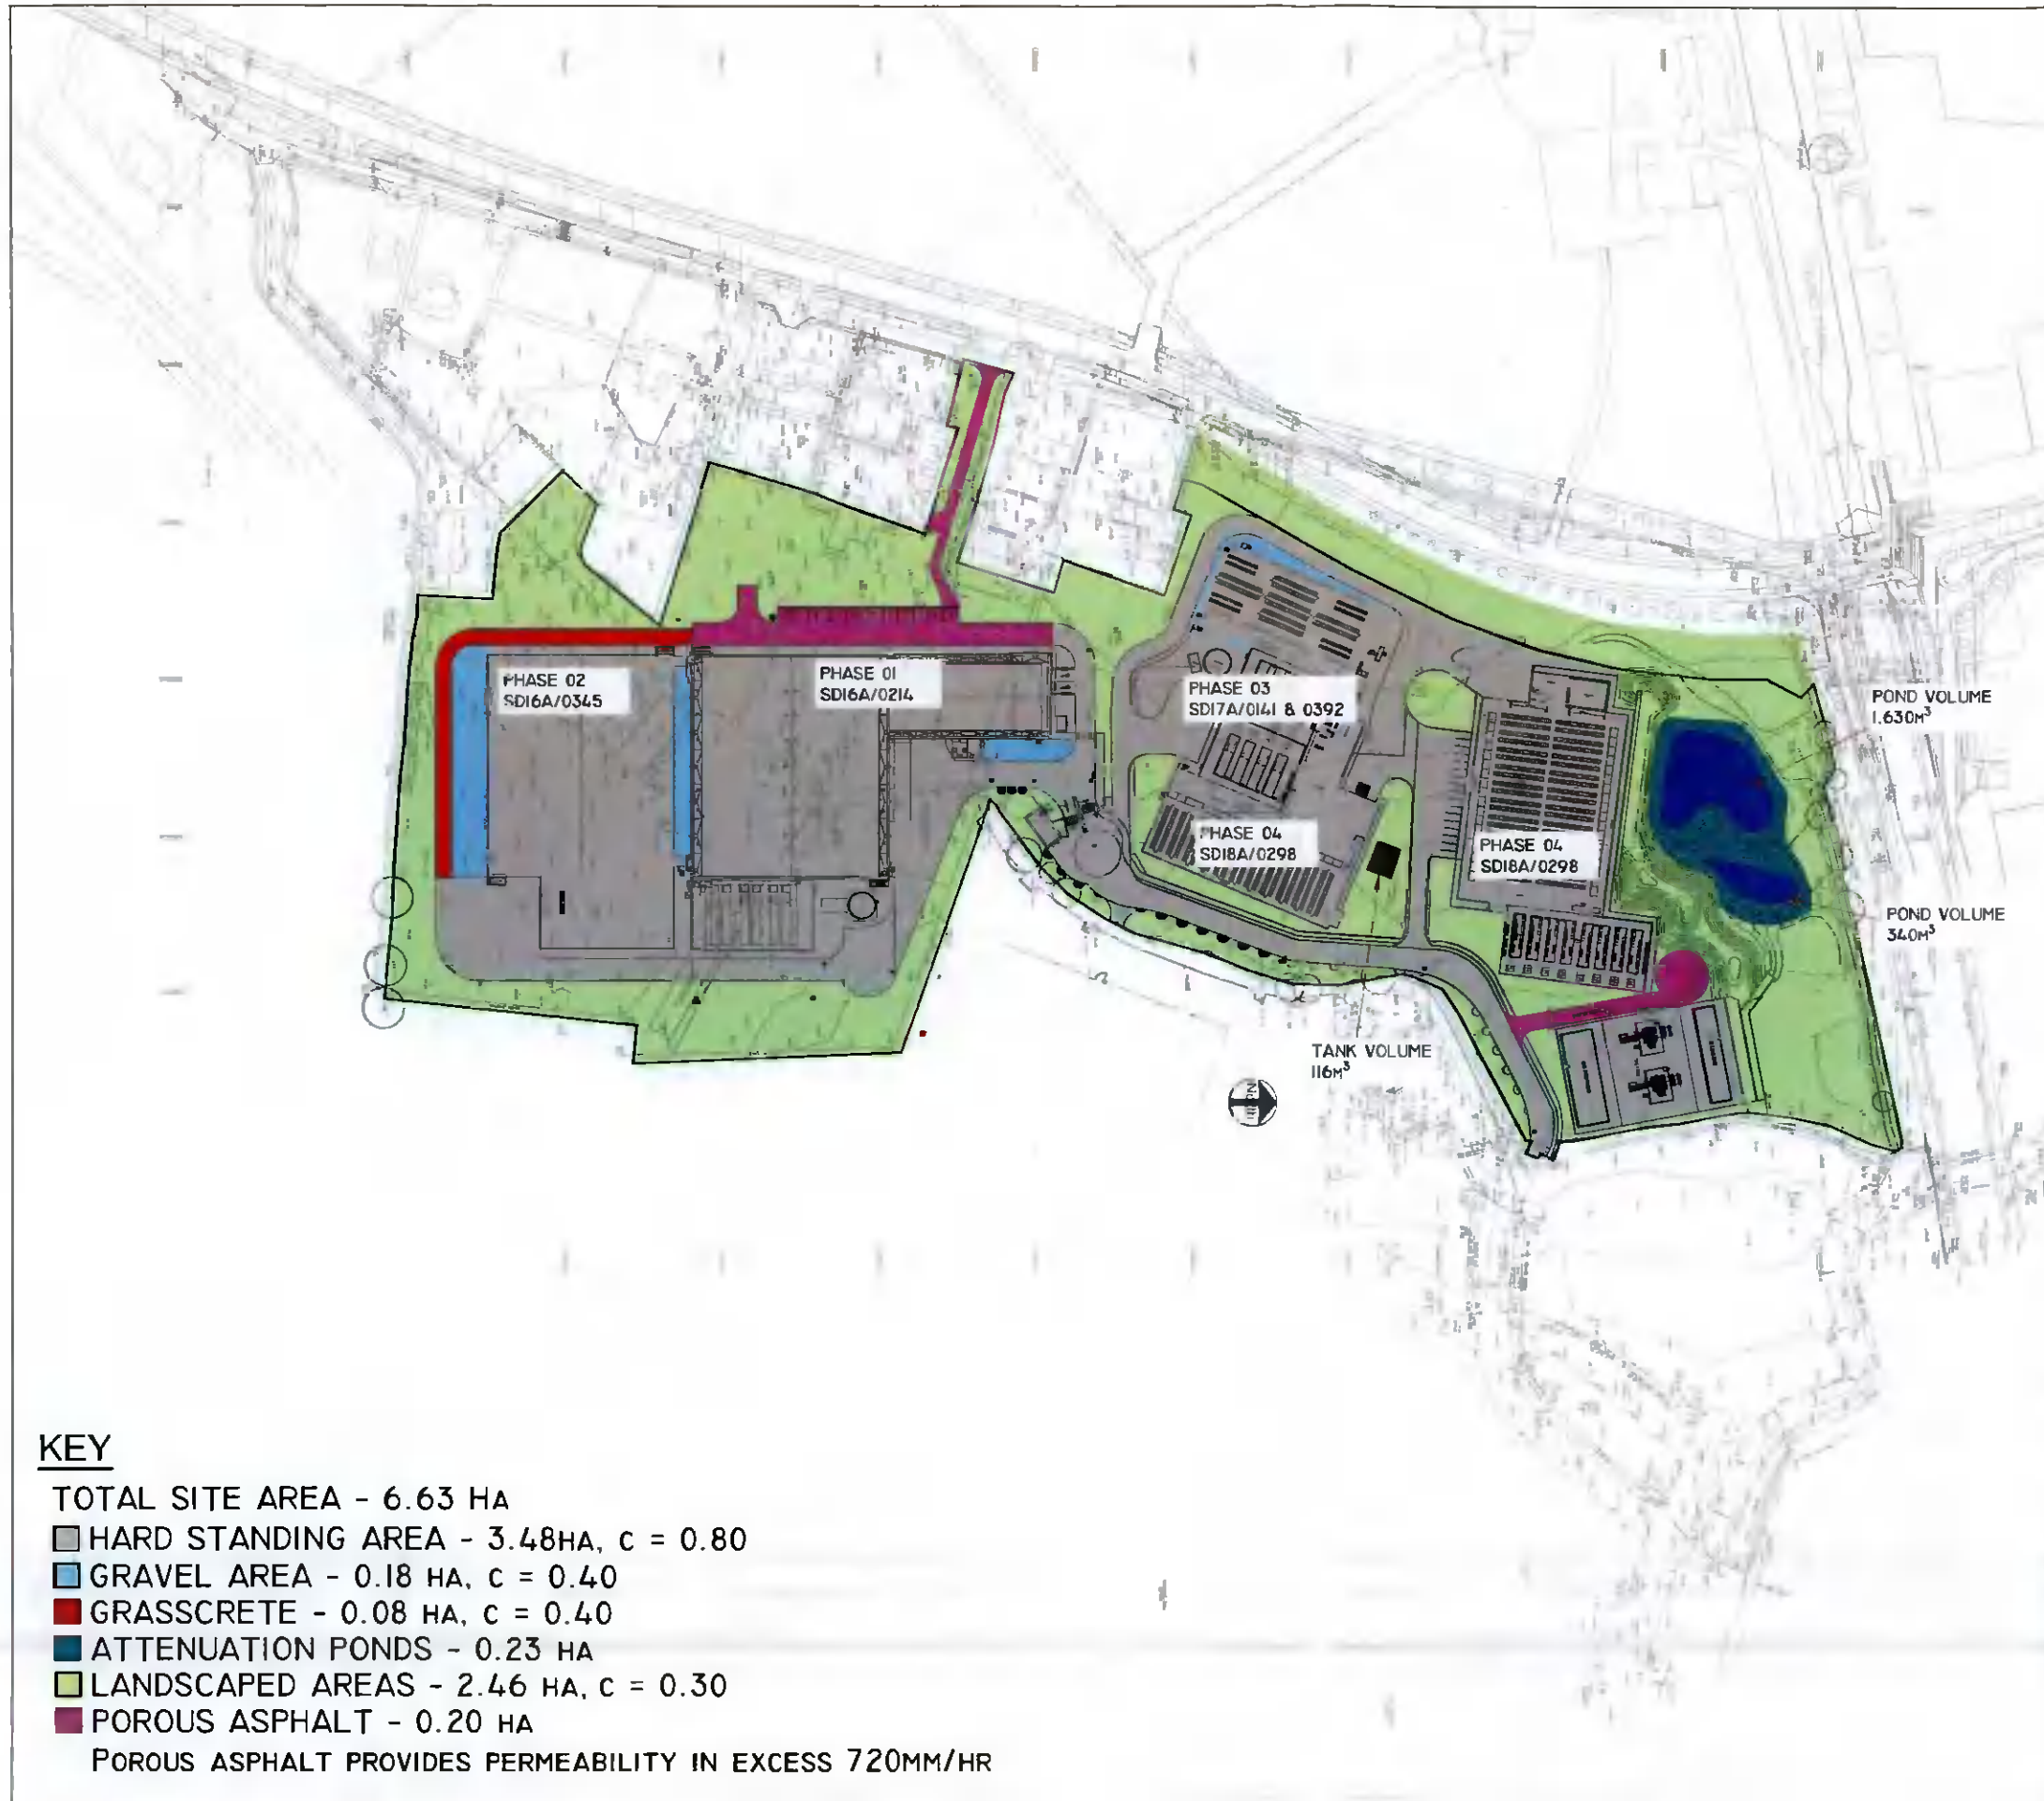 PHASE 02
SD16A/0345
PHASE 01
SD16A/0214
PHASE 03
SD17A/0141 & 0392
PHASE 04
SD18A/0298
PHASE 04
SD18A/0298
POND VOLUME
1,630M³
POND VOLUME
340M³
TANK VOLUME
116M³
KEY
TOTAL SITE AREA - 6.63 HA
HARD STANDING AREA - 3.48HA, C = 0.80
GRAVEL AREA - 0.18 HA, C = 0.40
GRASSCRETE - 0.08 HA, C = 0.40
ATTENUATION PONDS - 0.23 HA
LANDSCAPED AREAS - 2.46 HA, C = 0.30
POROUS ASPHALT - 0.20 HA
POROUS ASPHALT PROVIDES PERMEABILITY IN EXCESS 720MM/HR